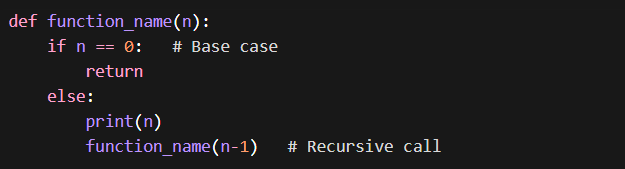 def function_name(n):
    if n == 0:   # Base case
        return
    else:
        print(n)
        function_name(n-1)   # Recursive call